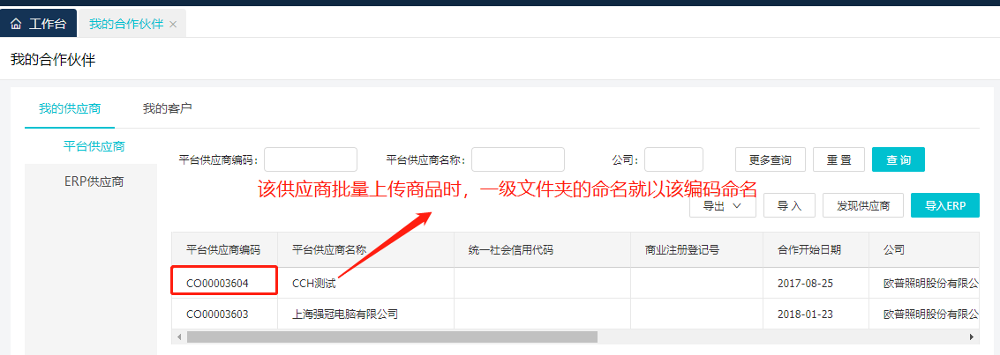 工作台 我的合作伙伴 ×
我的合作伙伴
我的供应商 我的客户
平台供应商
ERP供应商
平台供应商编码： 平台供应商名称： 公司： 更多查询 重 置 查 询
该供应商批量上传商品时，一级文件夹的命名就以该编码命名
导出 导 入 发现供应商 导入ERP
平台供应商编码 平台供应商名称 统一社会信用代码 商业注册登记号 合作开始日期 公司
CO00003604 CCH测试 2017-08-25 欧普照明股份有限公
CO00003603 上海强冠电脑有限公司 2018-01-23 欧普照明股份有限公